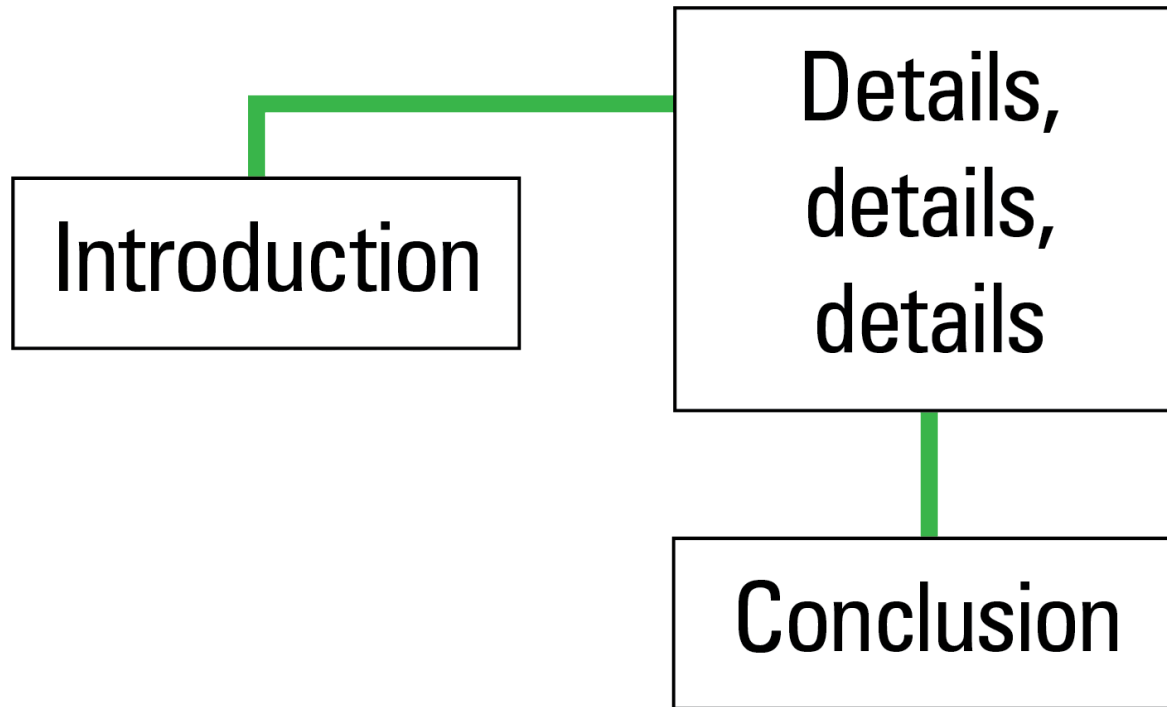 Introduction
Details,
details,
details
Conclusion